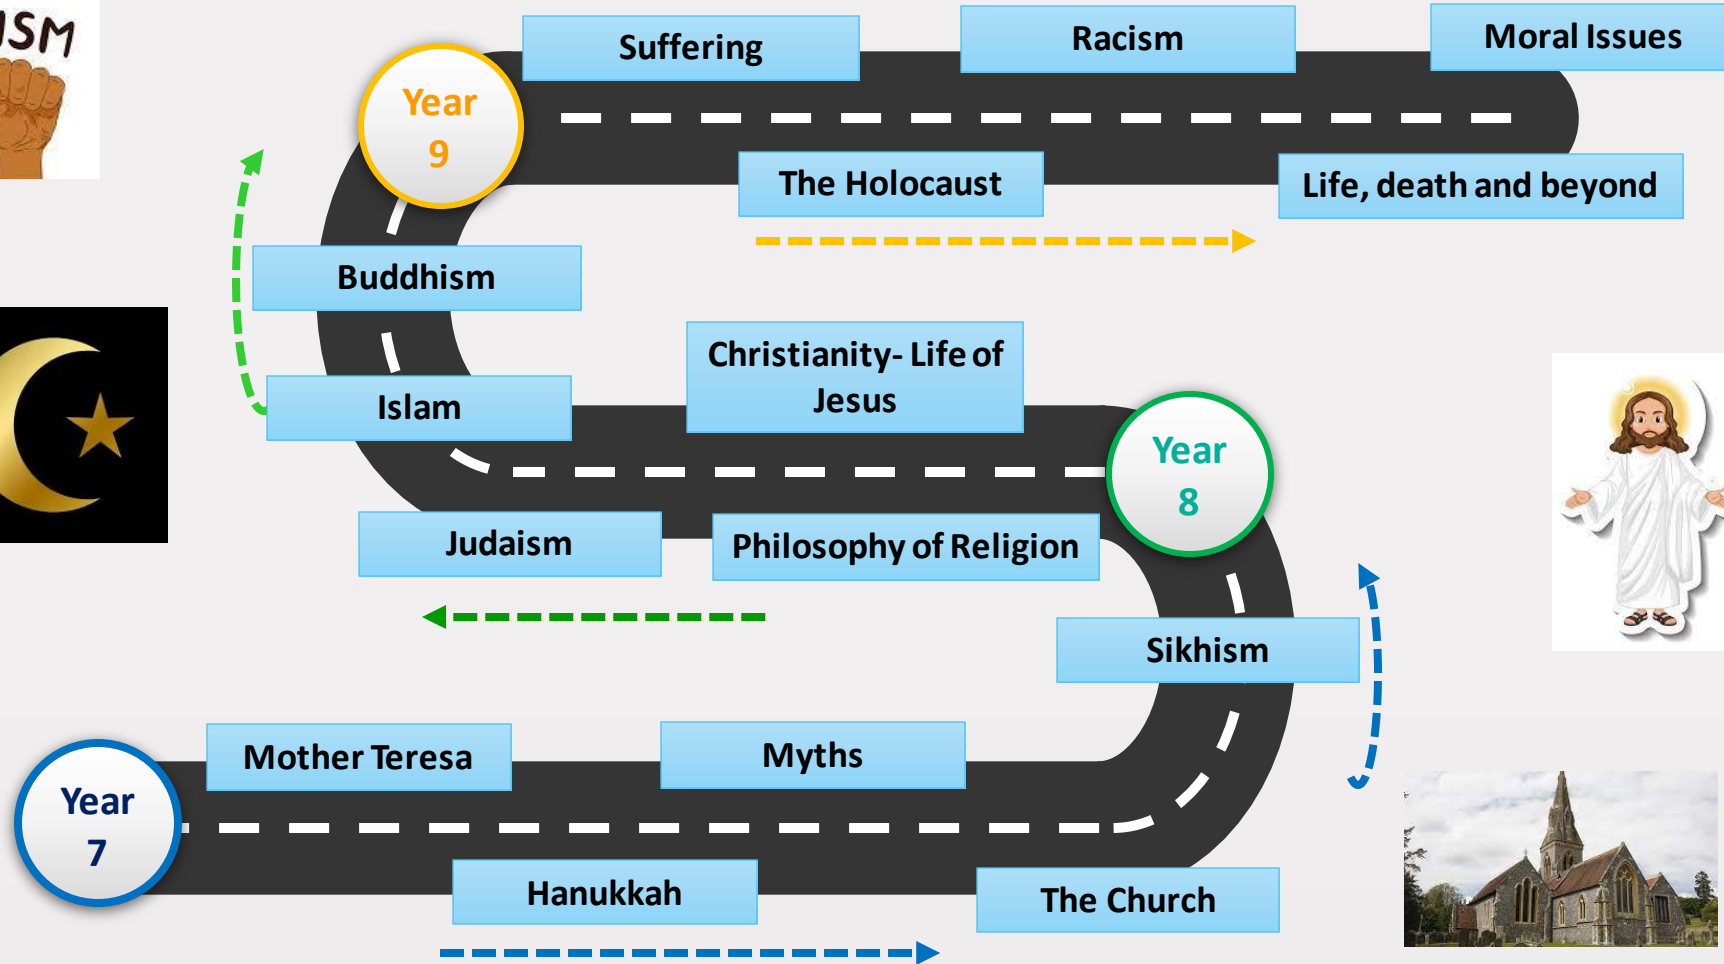 Suffering
Racism
Moral Issues
Year
9
The Holocaust
Life, death and beyond
Buddhism
Christianity- Life of
Jesus
Islam
Year
8
Judaism
Philosophy of Religion
Sikhism
Mother Teresa
Myths
Year
7
Hanukkah
The Church